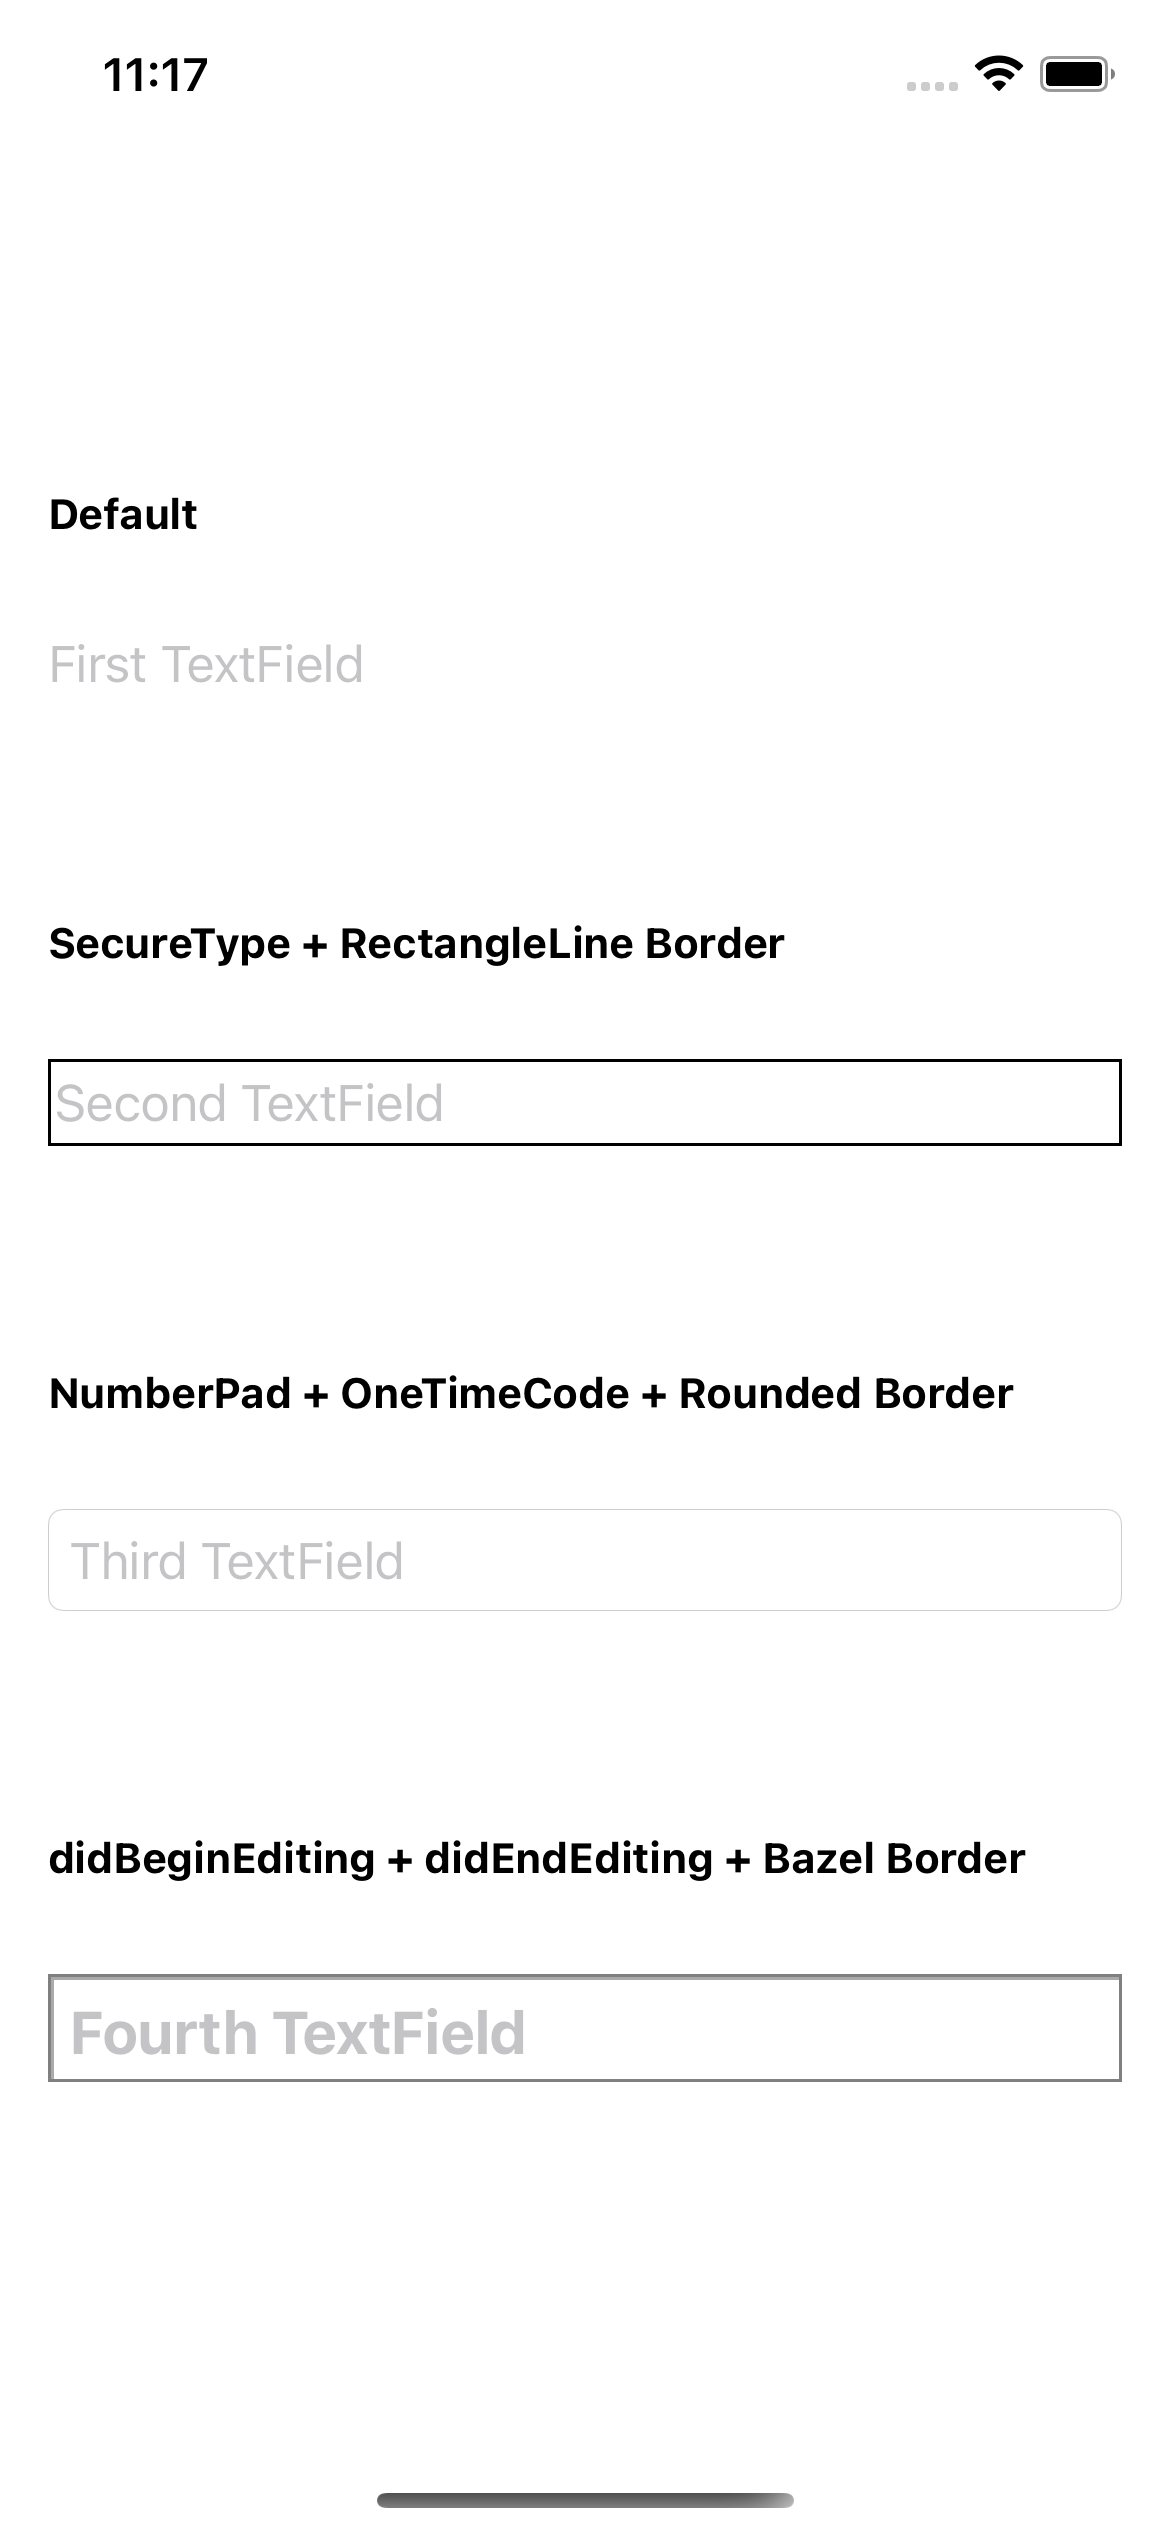 11:17
Default
First TextField
SecureType + RectangleLine Border
Second TextField
NumberPad + OneTimeCode + Rounded Border
Third TextField
didBeginEditing + didEndEditing + Bazel Border
Fourth TextField